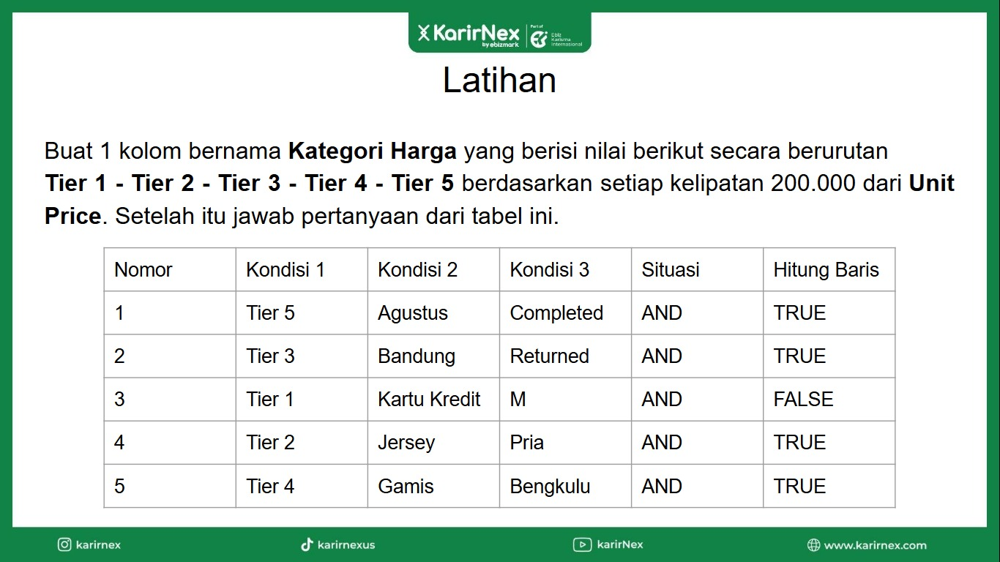 KarirNex
by ebizmark
Part of
Ebiz
Karisma
Internasional
Latihan
Buat 1 kolom bernama Kategori Harga yang berisi nilai berikut secara berurutan
Tier 1 - Tier 2 - Tier 3 - Tier 4 - Tier 5 berdasarkan setiap kelipatan 200.000 dari Unit
Price. Setelah itu jawab pertanyaan dari tabel ini.
Nomor Kondisi 1 Kondisi 2 Kondisi 3 Situasi Hitung Baris
1 Tier 5 Agustus Completed AND TRUE
2 Tier 3 Bandung Returned AND TRUE
3 Tier 1 Kartu Kredit M AND FALSE
4 Tier 2 Jersey Pria AND TRUE
5 Tier 4 Gamis Bengkulu AND TRUE
karirnex karirnexus karirNex www.karirnex.com